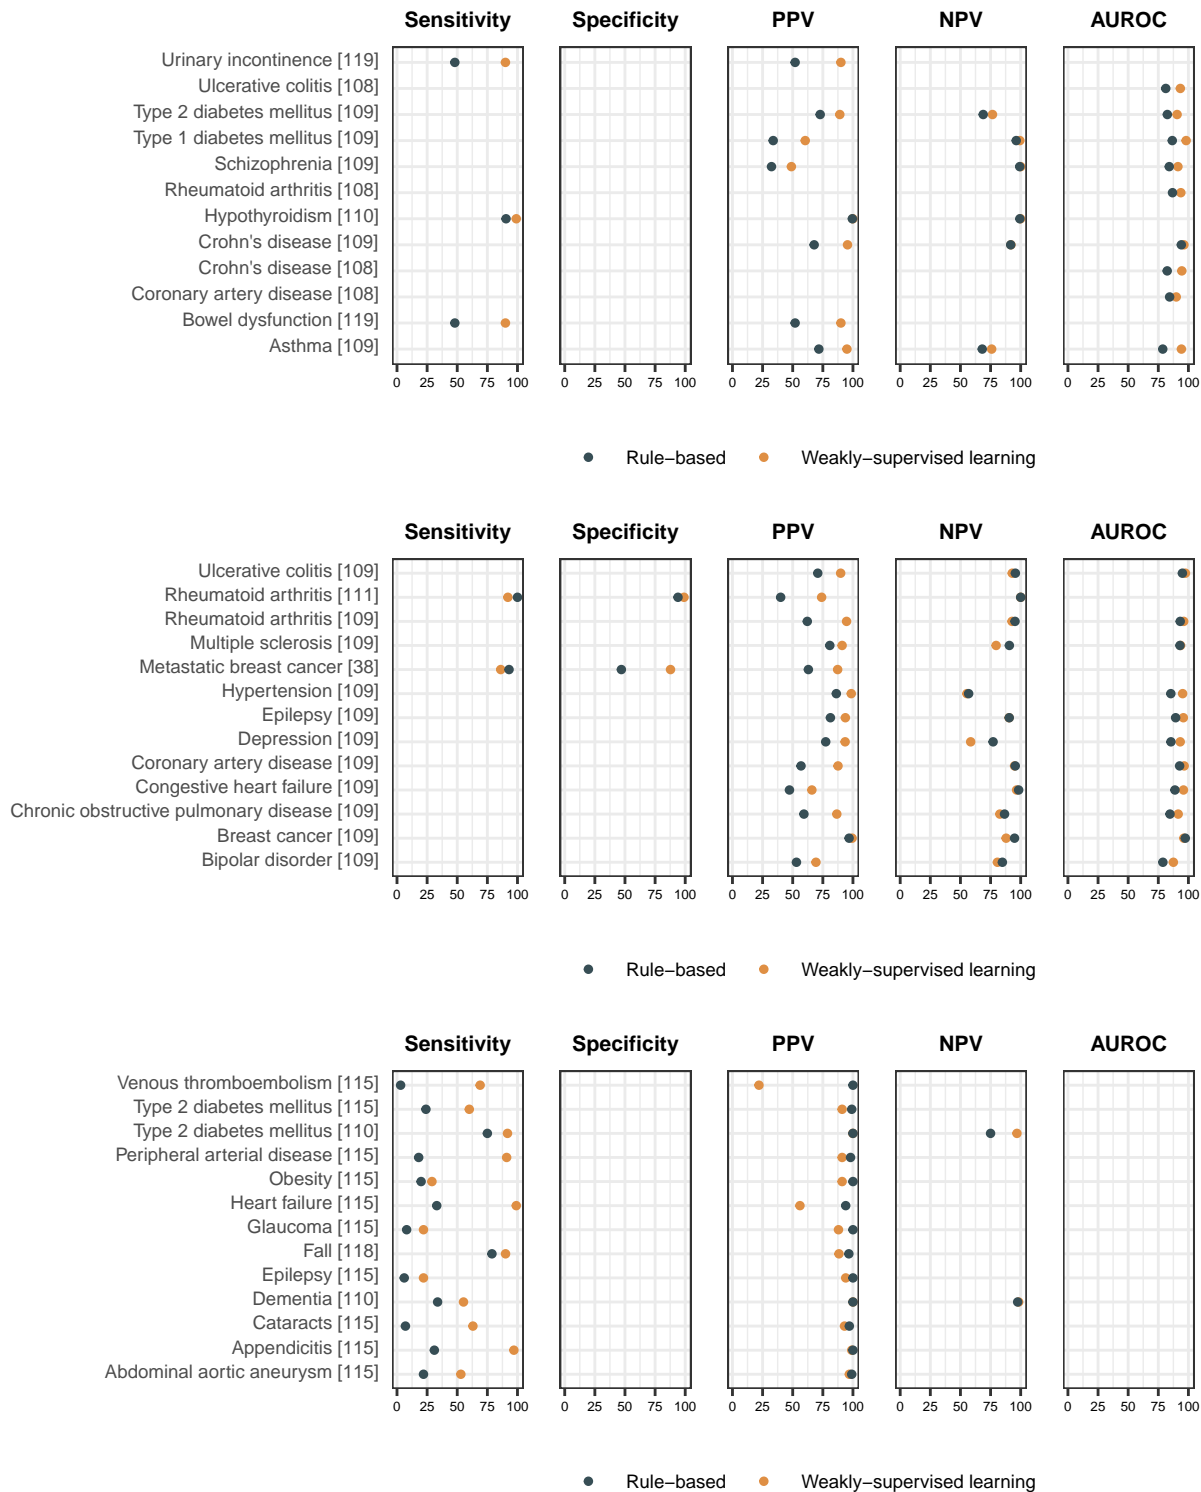 Sensitivity Specificity PPV NPV AUROC
Urinary incontinence [119]
Ulcerative colitis [108]
Type 2 diabetes mellitus [109]
Type 1 diabetes mellitus [109]
Schizophrenia [109]
Rheumatoid arthritis [108]
Hypothyroidism [110]
Crohn's disease [109]
Crohn's disease [108]
Coronary artery disease [108]
Bowel dysfunction [119]
Asthma [109]
0 25 50 75 100 0 25 50 75 100 0 25 50 75 100 0 25 50 75 100 0 25 50 75 100
Rule−based Weakly−supervised learning
Sensitivity Specificity PPV NPV AUROC
Ulcerative colitis [109]
Rheumatoid arthritis [111]
Rheumatoid arthritis [109]
Multiple sclerosis [109]
Metastatic breast cancer [38]
Hypertension [109]
Epilepsy [109]
Depression [109]
Coronary artery disease [109]
Congestive heart failure [109]
Chronic obstructive pulmonary disease [109]
Breast cancer [109]
Bipolar disorder [109]
0 25 50 75 100 0 25 50 75 100 0 25 50 75 100 0 25 50 75 100 0 25 50 75 100
Rule−based Weakly−supervised learning
Sensitivity Specificity PPV NPV AUROC
Venous thromboembolism [115]
Type 2 diabetes mellitus [115]
Type 2 diabetes mellitus [110]
Peripheral arterial disease [115]
Obesity [115]
Heart failure [115]
Glaucoma [115]
Fall [118]
Epilepsy [115]
Dementia [110]
Cataracts [115]
Appendicitis [115]
Abdominal aortic aneurysm [115]
0 25 50 75 100 0 25 50 75 100 0 25 50 75 100 0 25 50 75 100 0 25 50 75 100
Rule−based Weakly−supervised learning